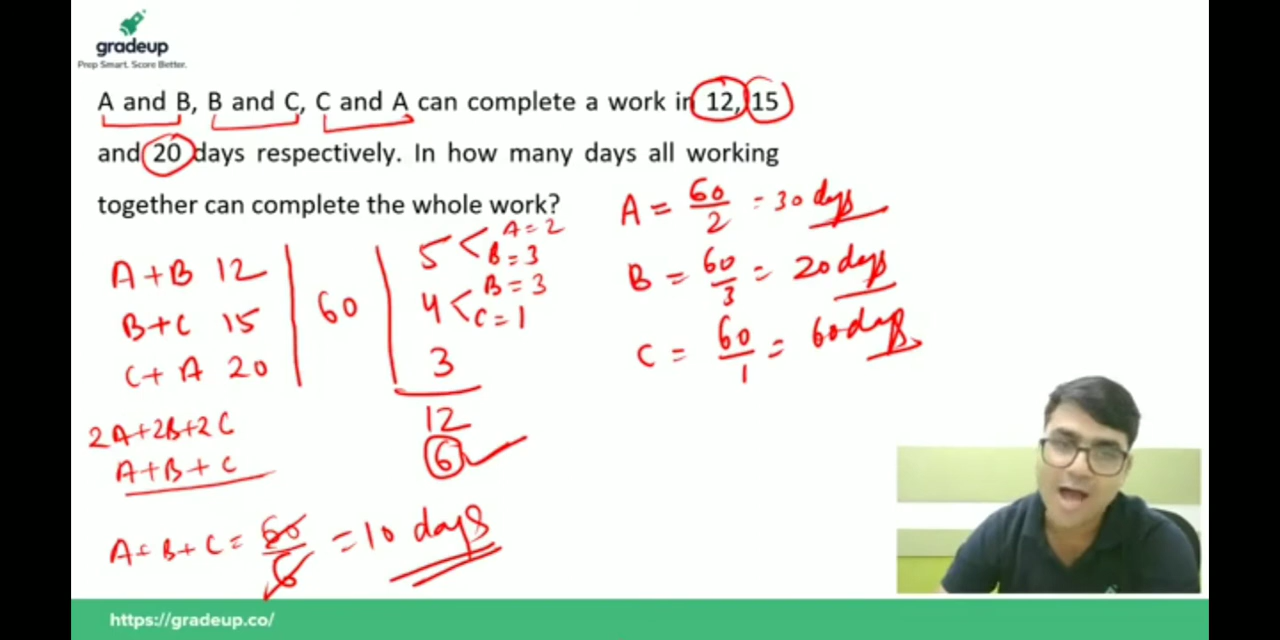 gradeup
Prep Smart. Score Better.
A and B, B and C, C and A can complete a work in 12, 15
and 20 days respectively. In how many days all working
together can complete the whole work?
A+B 12
B+C 15
C+A 20
60
5 < A=2
B=3
4 < B=3
C=1
3
12
6
2A+2B+2C
A+B+C
A+B+C = 60/6 = 10 days
A = 60/2 = 30 days
B = 60/3 = 20 days
C = 60/1 = 60 days
https://gradeup.co/